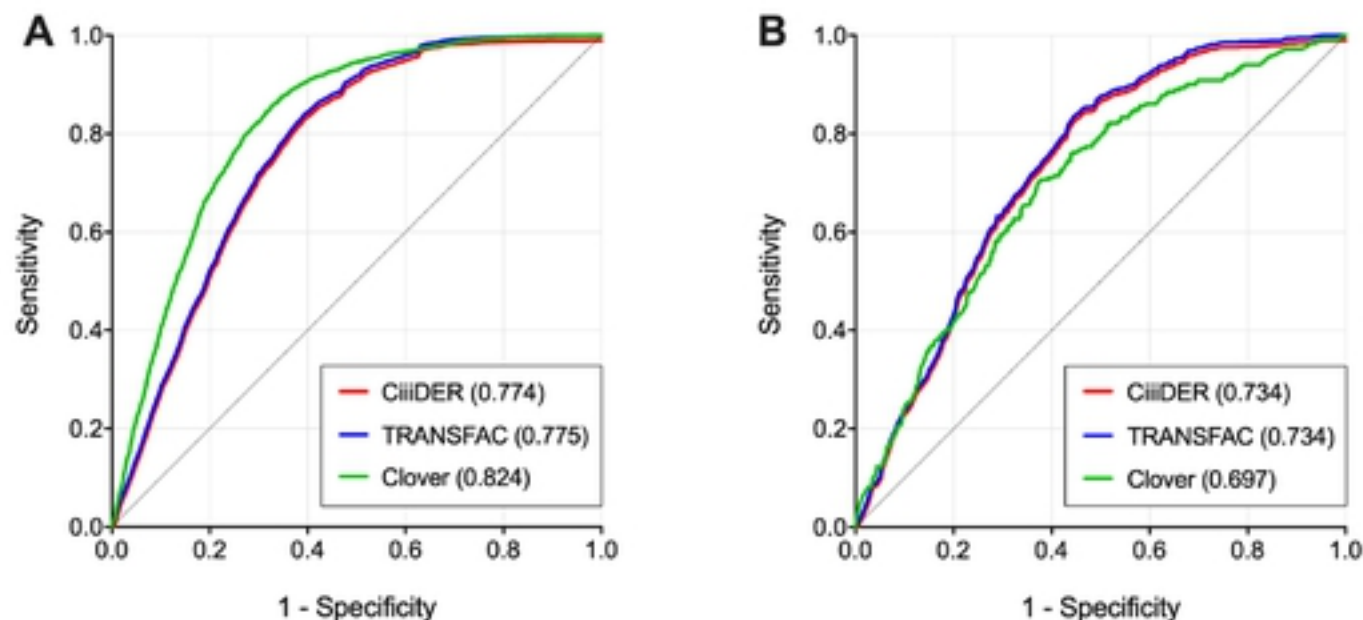 A
Sensitivity
1.0
0.8
0.6
0.4
0.2
0.0
0.0 0.2 0.4 0.6 0.8 1.0
1 - Specificity
CiiiDER (0.774)
TRANSFAC (0.775)
Clover (0.824)
B
Sensitivity
1.0
0.8
0.6
0.4
0.2
0.0
0.0 0.2 0.4 0.6 0.8 1.0
1 - Specificity
CiiiDER (0.734)
TRANSFAC (0.734)
Clover (0.697)